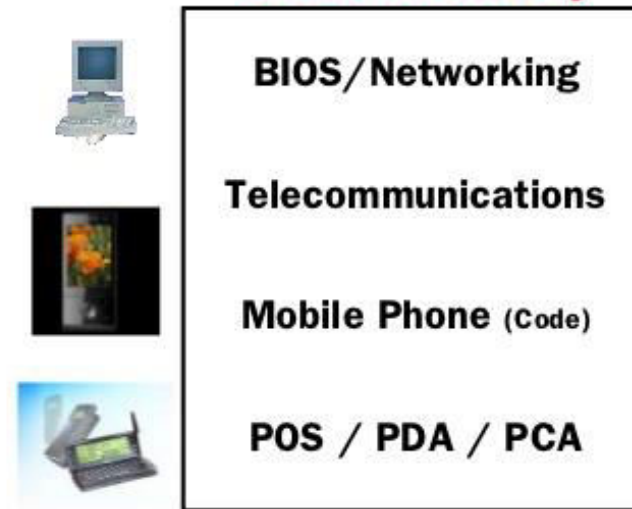 BIOS/Networking
Telecommunications
Mobile Phone (Code)
POS / PDA / PCA